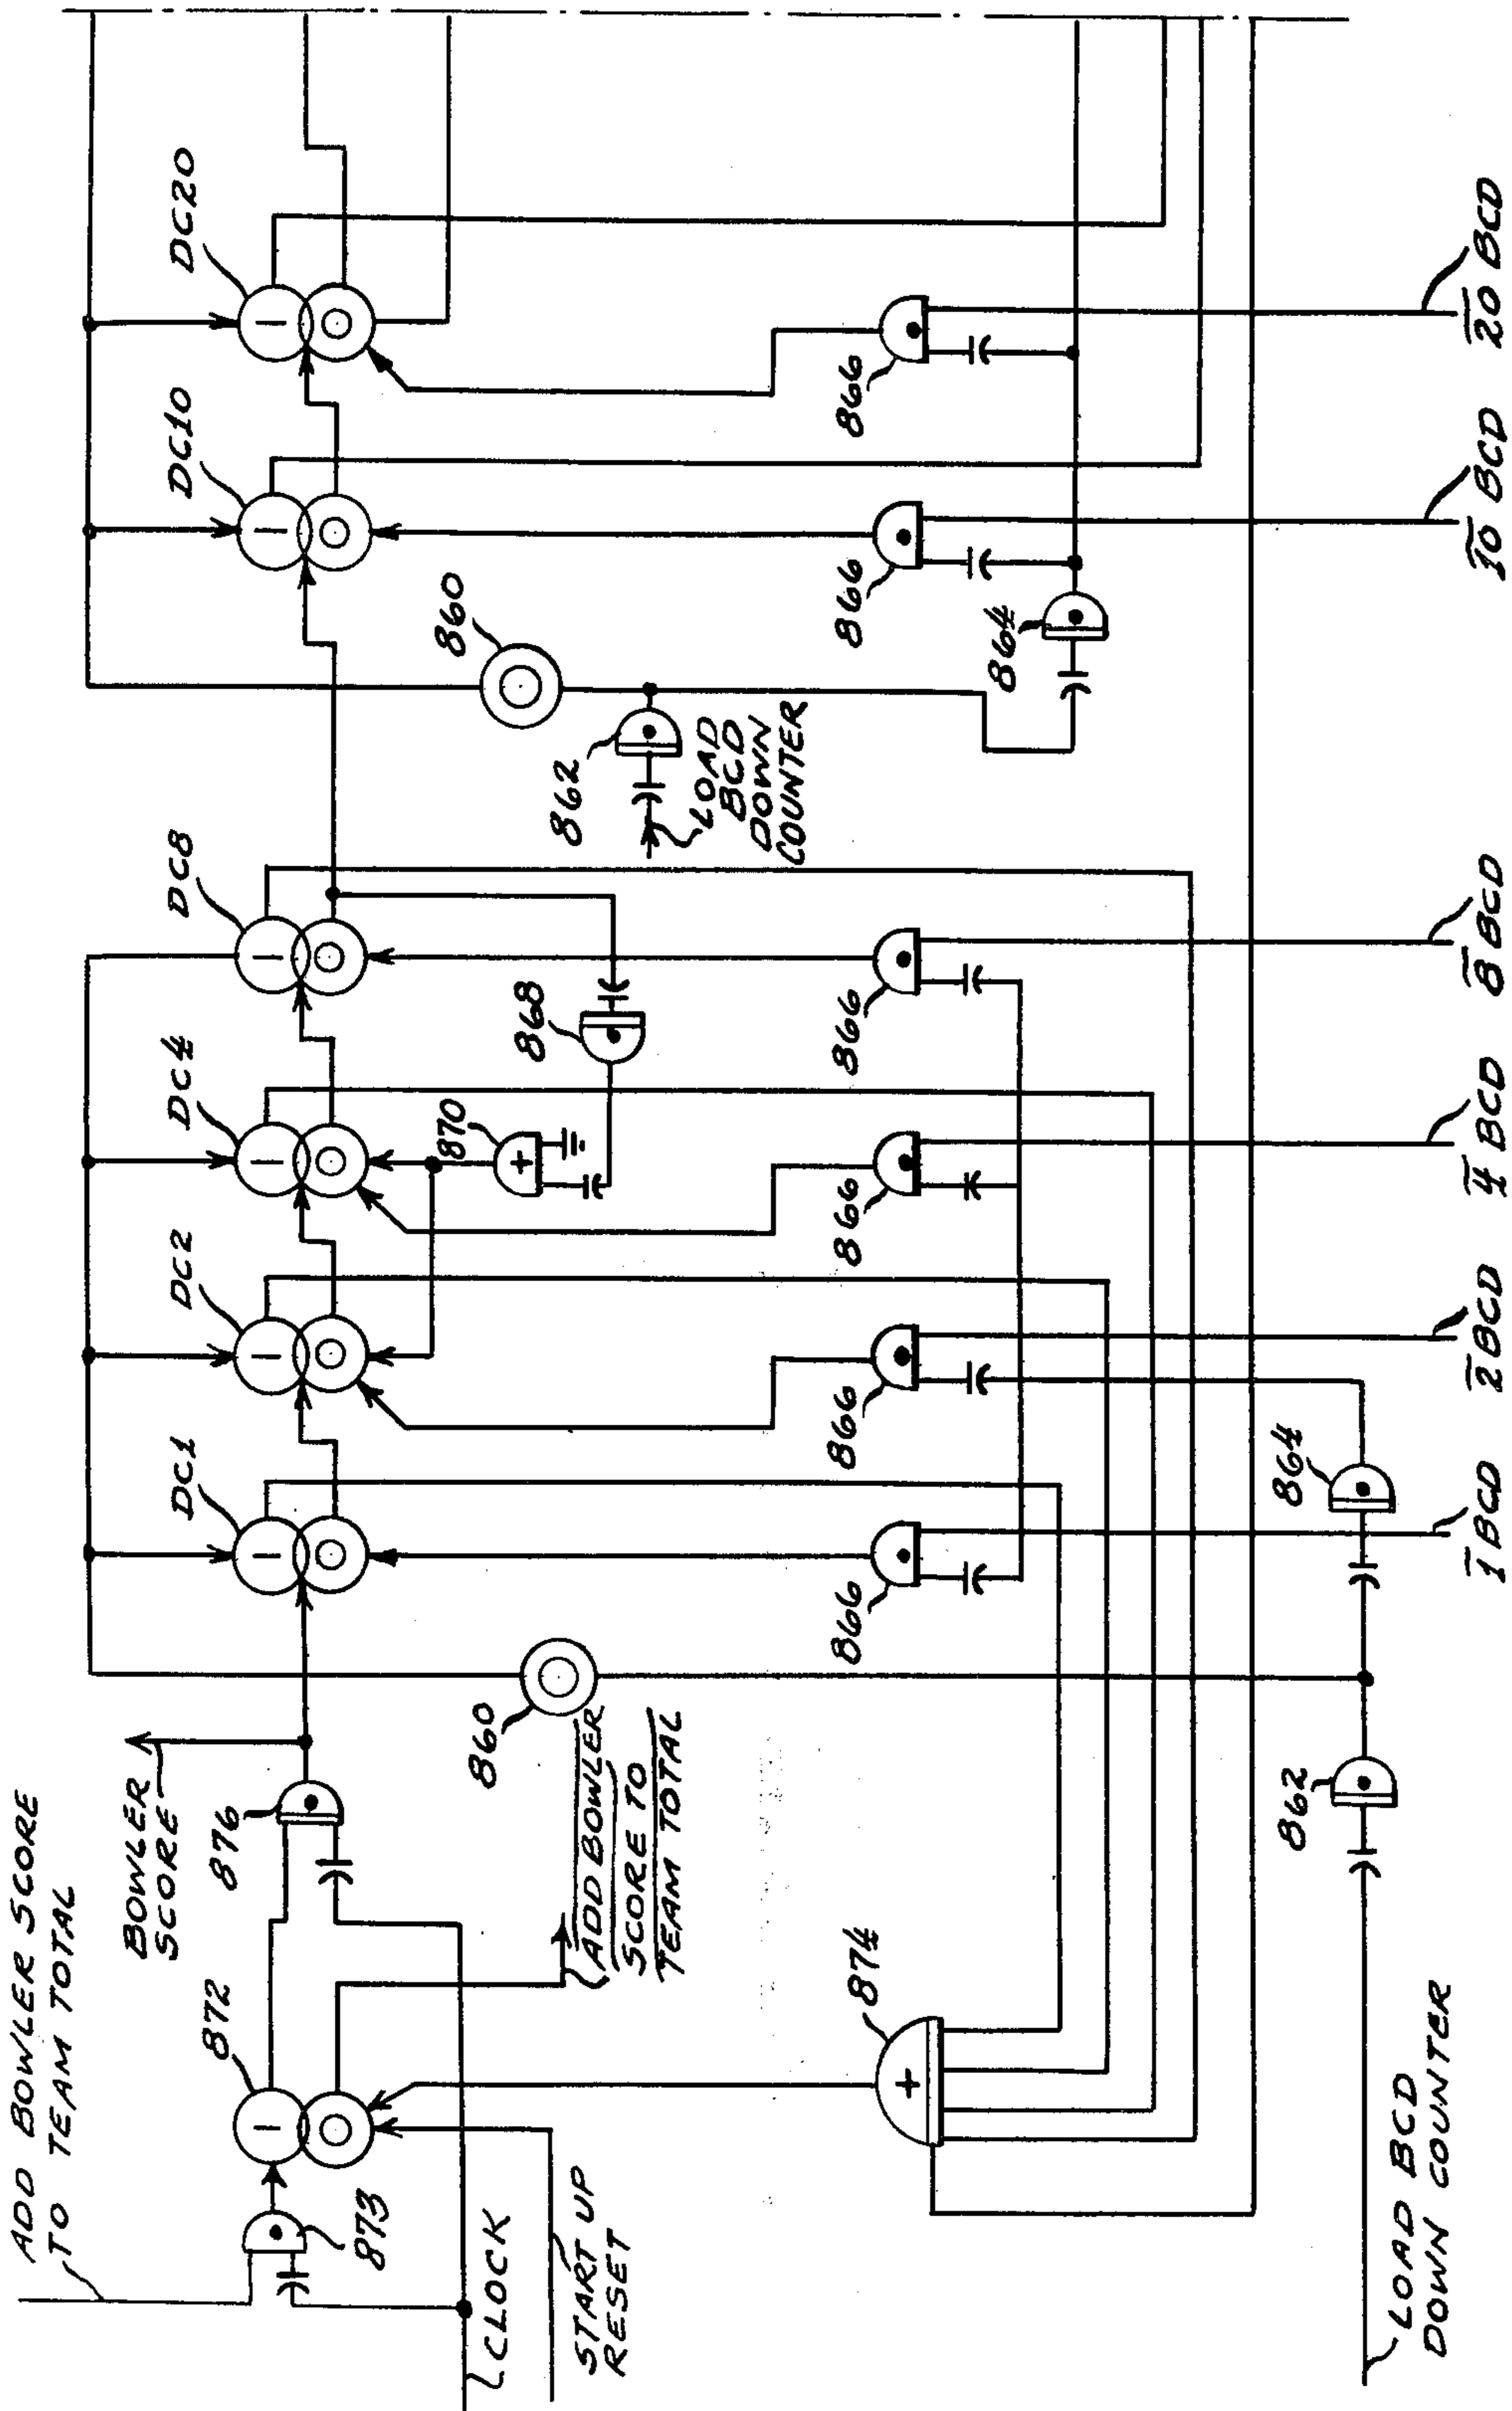 ADD BOWLER SCORE
TO TEAM TOTAL
BOWLER
SCORE
872
873
876
CLOCK
START UP
RESET
860
ADD BOWLER
SCORE TO
TEAM TOTAL
874
DC1
DC2
DC4
DC8
DC10
DC20
870
868
860
862
LOAD
BCD
DOWN
COUNTER
864
866
866
866
866
866
866
862
864
LOAD BCD
DOWN COUNTER
1 BCD
2 BCD
4 BCD
8 BCD
10 BCD
20 BCD